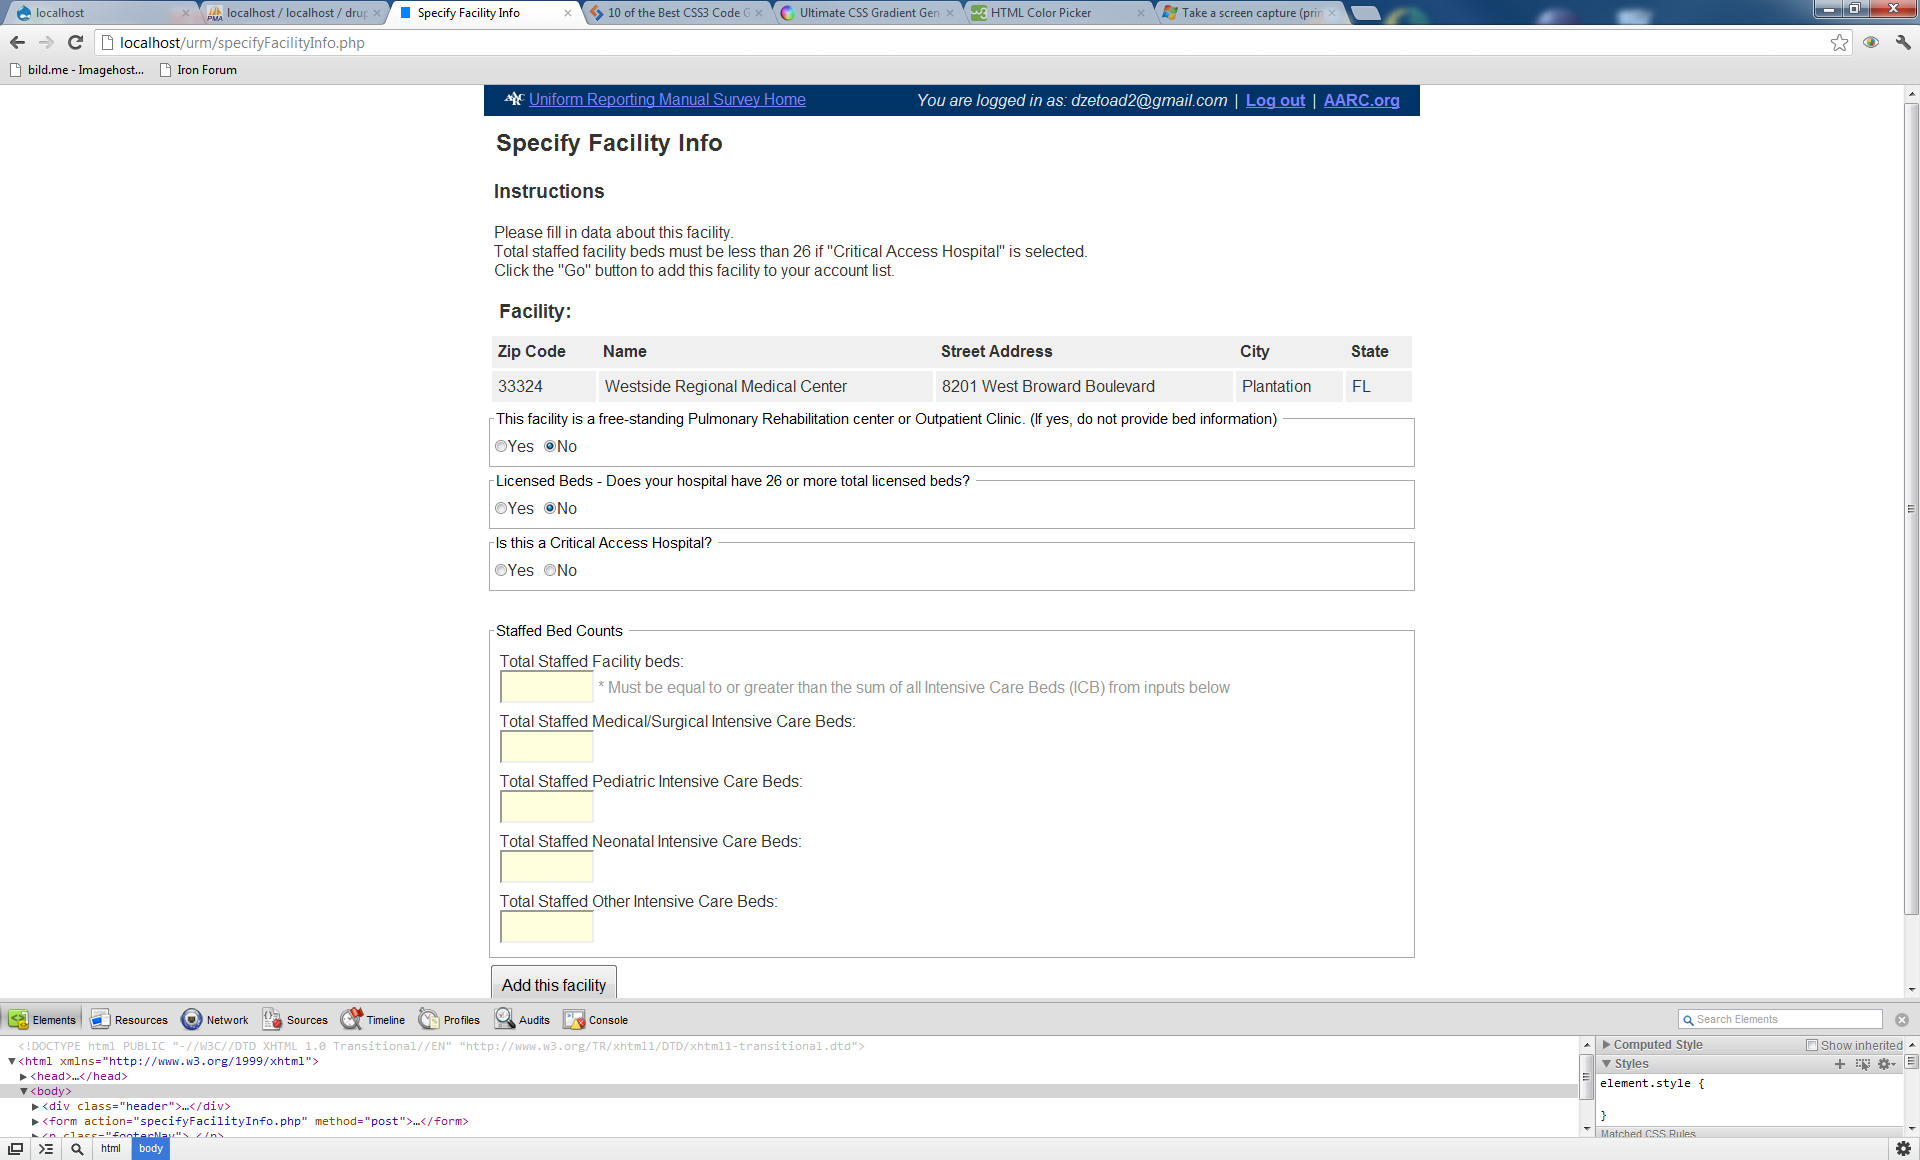 localhost
localhost / localhost / drup
Specify Facility Info
10 of the Best CSS3 Code G
Ultimate CSS Gradient Gen
HTML Color Picker
Take a screen capture (prin
localhost/urm/specifyFacilityInfo.php
bild.me - Imagehost...
Iron Forum
Uniform Reporting Manual Survey Home
You are logged in as: dzetoad2@gmail.com | Log out | AARC.org
Specify Facility Info
Instructions
Please fill in data about this facility.
Total staffed facility beds must be less than 26 if "Critical Access Hospital" is selected.
Click the "Go" button to add this facility to your account list.
Facility:
Zip Code Name Street Address City State
33324 Westside Regional Medical Center 8201 West Broward Boulevard Plantation FL
This facility is a free-standing Pulmonary Rehabilitation center or Outpatient Clinic. (If yes, do not provide bed information)
Yes No
Licensed Beds - Does your hospital have 26 or more total licensed beds?
Yes No
Is this a Critical Access Hospital?
Yes No
Staffed Bed Counts
Total Staffed Facility beds:
* Must be equal to or greater than the sum of all Intensive Care Beds (ICB) from inputs below
Total Staffed Medical/Surgical Intensive Care Beds:
Total Staffed Pediatric Intensive Care Beds:
Total Staffed Neonatal Intensive Care Beds:
Total Staffed Other Intensive Care Beds:
Add this facility
Elements Resources Network Sources Timeline Profiles Audits Console
Search Elements
<!DOCTYPE html PUBLIC "-//W3C//DTD XHTML 1.0 Transitional//EN" "http://www.w3.org/TR/xhtml1/DTD/xhtml1-transitional.dtd">
<html xmlns="http://www.w3.org/1999/xhtml">
<head>…</head>
<body>
<div class="header">…</div>
<form action="specifyFacilityInfo.php" method="post">…</form>
<p class="footerNav">…</p>
Computed Style Show inherited
Styles
element.style {
}
Matched CSS Rules
html body